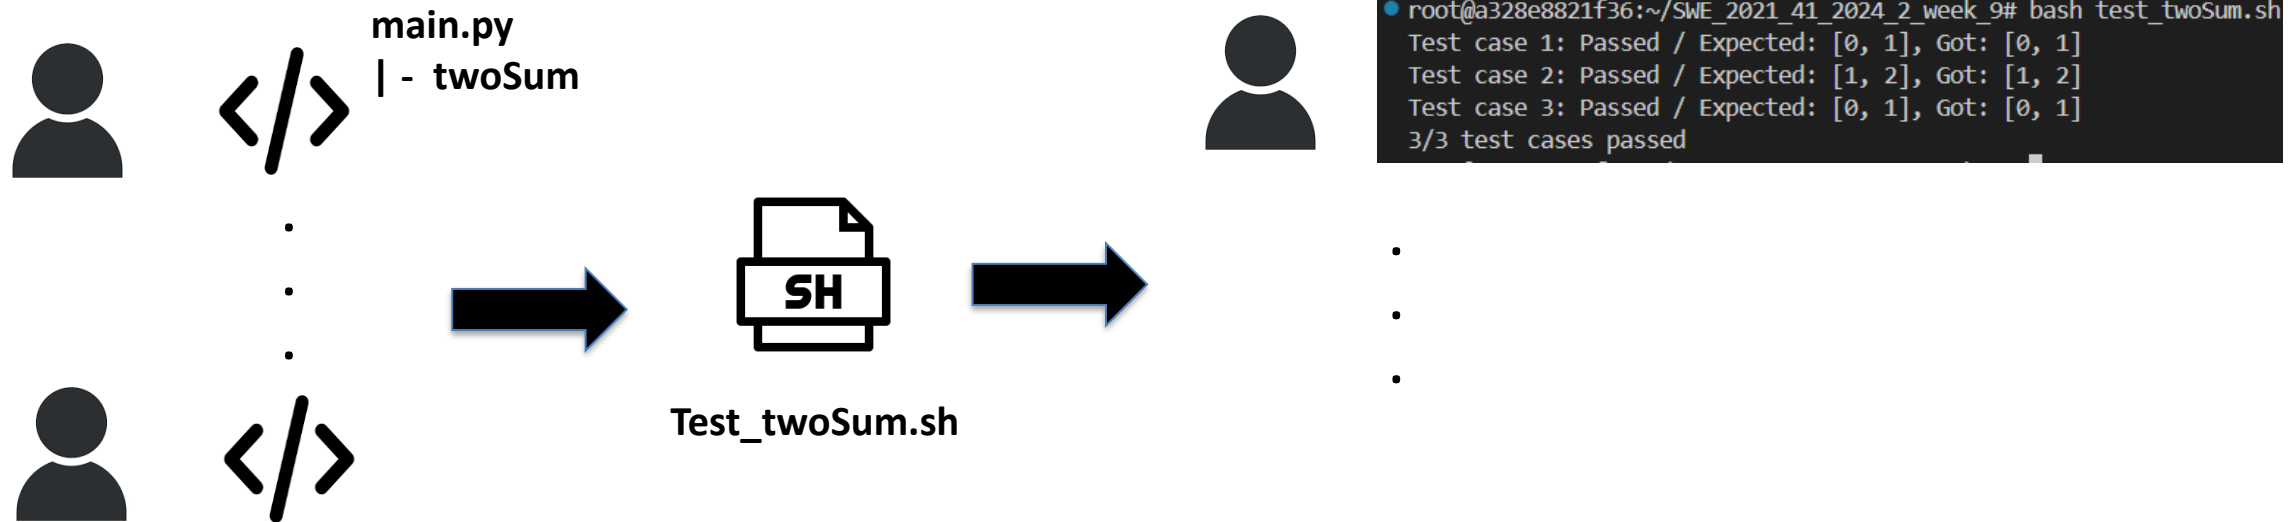 main.py
| - twoSum
root@a328e8821f36:~/SWE_2021_41_2024_2_week_9# bash test_twoSum.sh
Test case 1: Passed / Expected: [0, 1], Got: [0, 1]
Test case 2: Passed / Expected: [1, 2], Got: [1, 2]
Test case 3: Passed / Expected: [0, 1], Got: [0, 1]
3/3 test cases passed
</>
SH
Test_twoSum.sh
</>